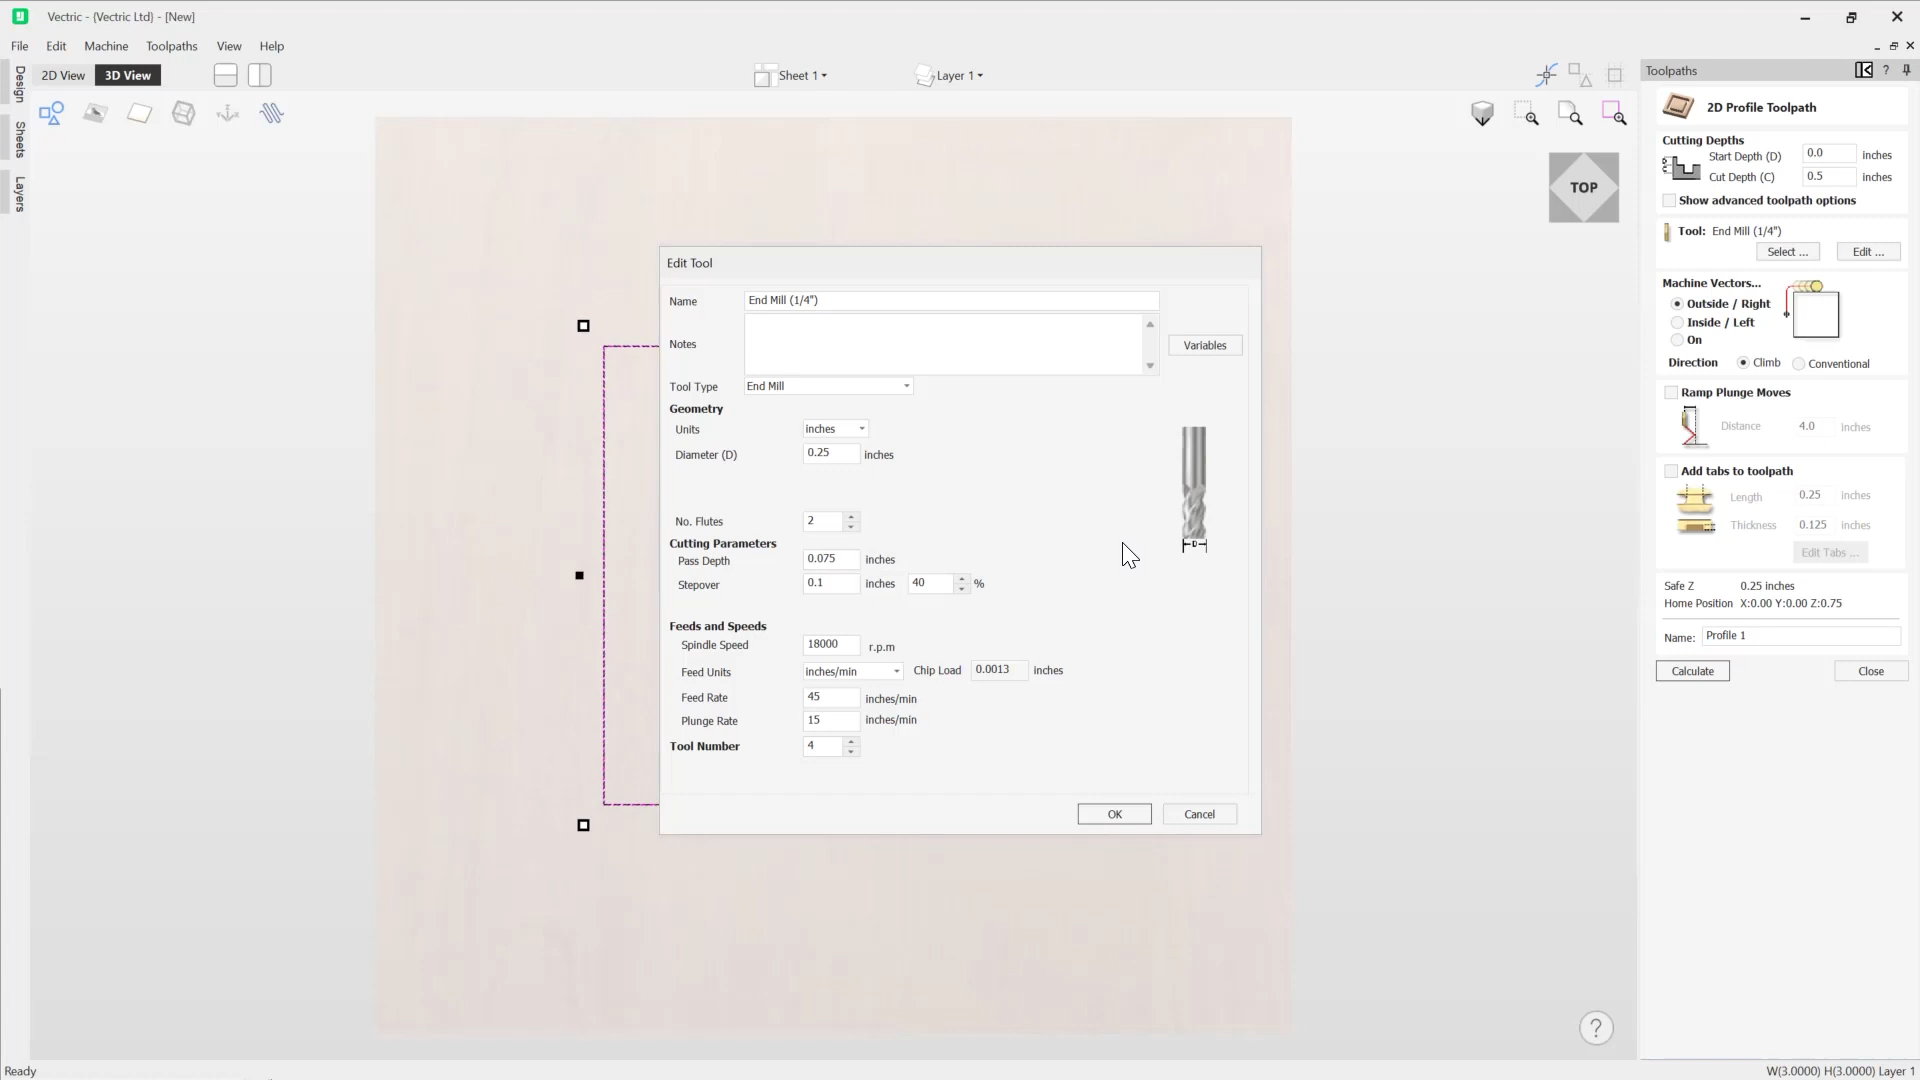 Vectric - {Vectric Ltd} - [New]
File Edit Machine Toolpaths View Help
2D View 3D View Sheet 1 Layer 1
Design
Sheets
Layers
TOP
Edit Tool
Name End Mill (1/4")
Notes Variables
Tool Type End Mill
Geometry
Units inches
Diameter (D) 0.25 inches
No. Flutes 2
D
Cutting Parameters
Pass Depth 0.075 inches
Stepover 0.1 inches 40 %
Feeds and Speeds
Spindle Speed 18000 r.p.m
Feed Units inches/min Chip Load 0.0013 inches
Feed Rate 45 inches/min
Plunge Rate 15 inches/min
Tool Number 4
OK Cancel
Toolpaths ?
2D Profile Toolpath
Cutting Depths
Start Depth (D) 0.0 inches
Cut Depth (C) 0.5 inches
Show advanced toolpath options
Tool: End Mill (1/4")
Select ... Edit ...
Machine Vectors...
Outside / Right
Inside / Left
On
Direction Climb Conventional
Ramp Plunge Moves
Distance 4.0 inches
Add tabs to toolpath
Length 0.25 inches
Thickness 0.125 inches
Edit Tabs ...
Safe Z 0.25 inches
Home Position X:0.00 Y:0.00 Z:0.75
Name: Profile 1
Calculate Close
?
Ready W(3.0000) H(3.0000) Layer 1